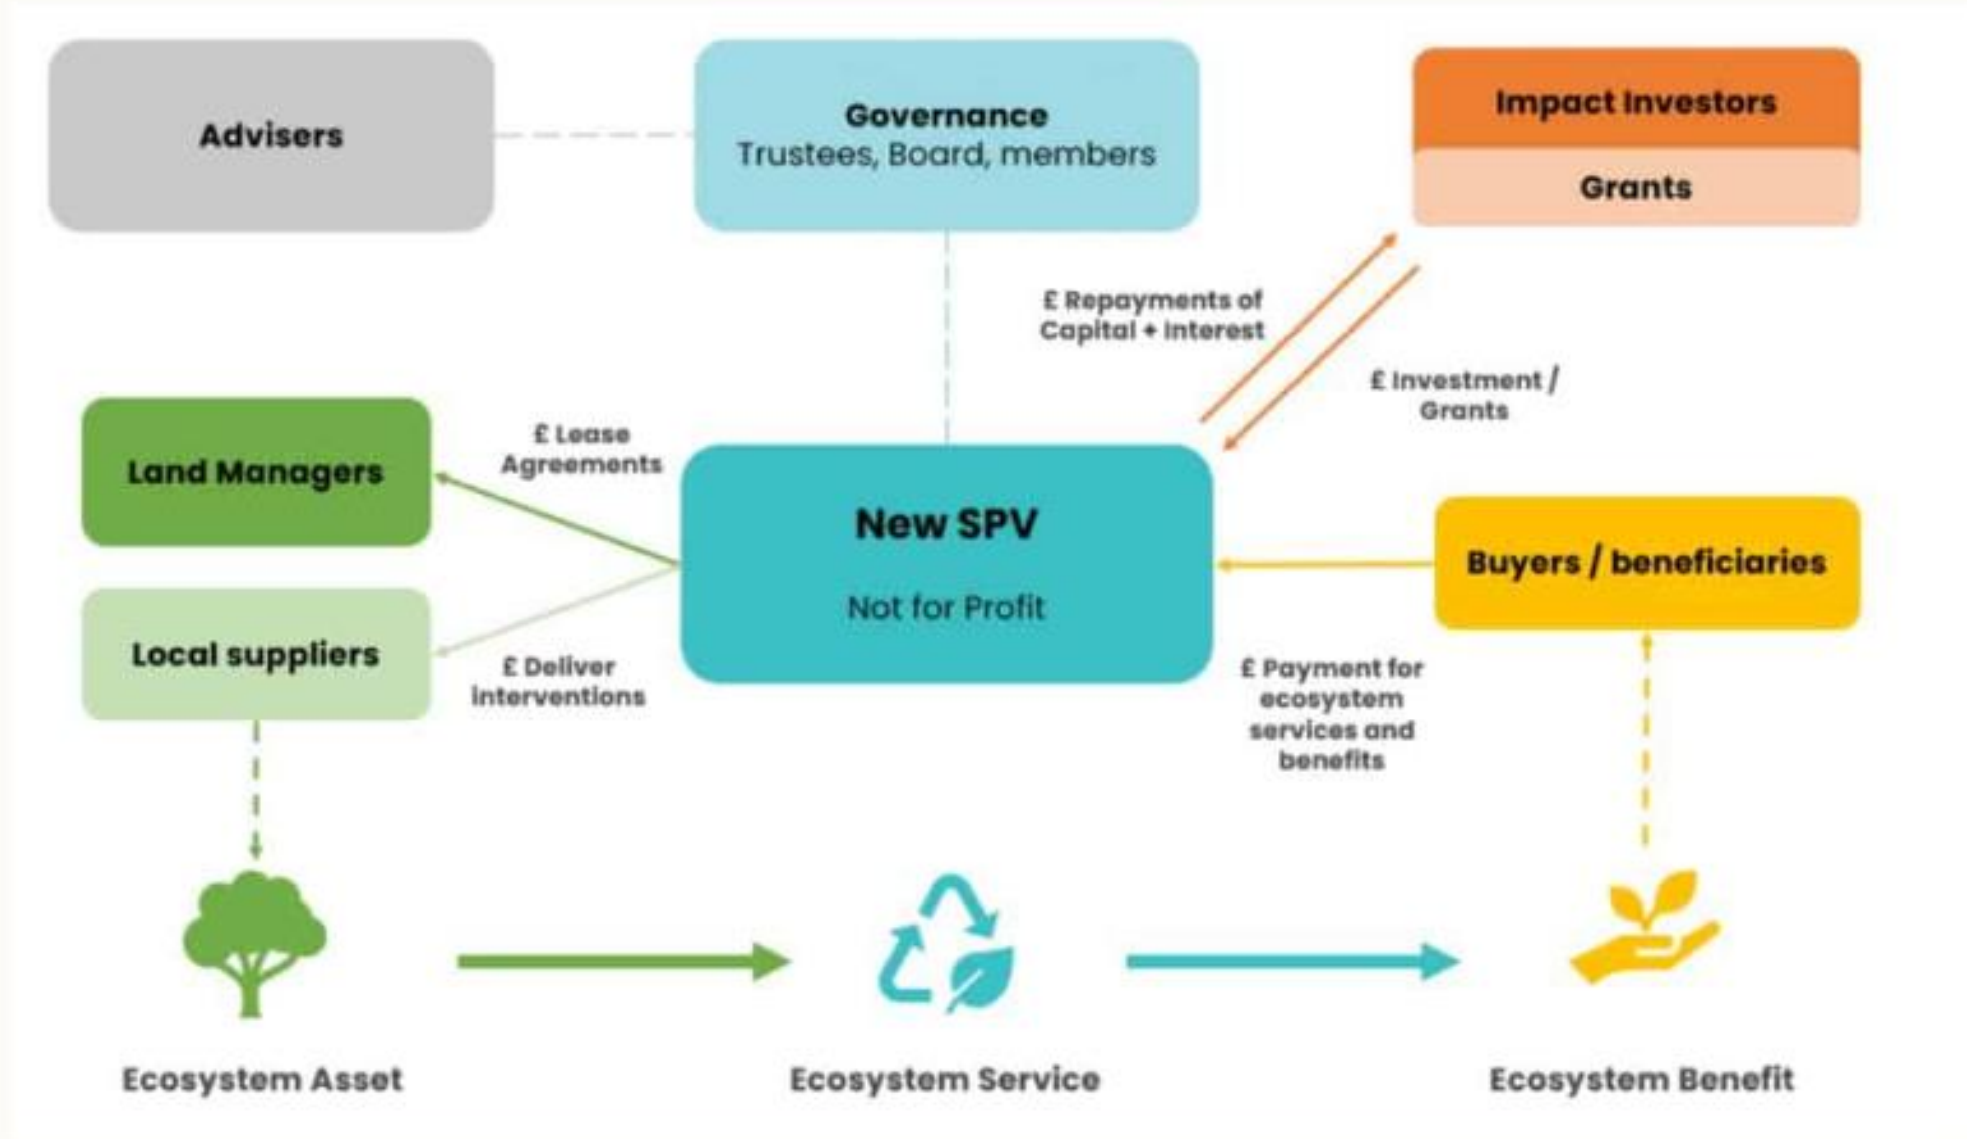 Advisers
Governance
Trustees, Board, members
Impact Investors
Grants
£ Repayments of
Capital + Interest
£ Investment /
Grants
Land Managers
£ Lease
Agreements
New SPV
Not for Profit
Buyers / beneficiaries
Local suppliers
£ Deliver
interventions
£ Payment for
ecosystem
services and
benefits
Ecosystem Asset
Ecosystem Service
Ecosystem Benefit